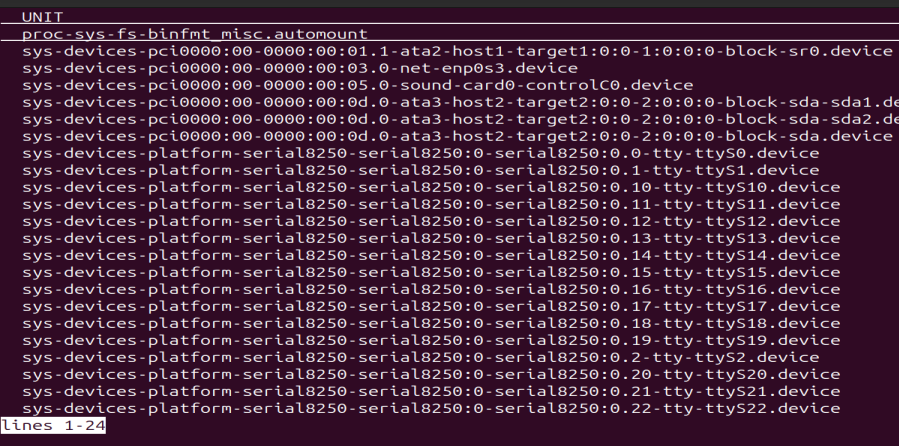 UNIT
proc-sys-fs-binfmt_misc.automount
sys-devices-pci0000:00-0000:00:01.1-ata2-host1-target1:0:0-1:0:0:0-block-sr0.device
sys-devices-pci0000:00-0000:00:03.0-net-enp0s3.device
sys-devices-pci0000:00-0000:00:05.0-sound-card0-controlC0.device
sys-devices-pci0000:00-0000:00:0d.0-ata3-host2-target2:0:0-2:0:0:0-block-sda-sda1.de
sys-devices-pci0000:00-0000:00:0d.0-ata3-host2-target2:0:0-2:0:0:0-block-sda-sda2.de
sys-devices-pci0000:00-0000:00:0d.0-ata3-host2-target2:0:0-2:0:0:0-block-sda.device
sys-devices-platform-serial8250-serial8250:0-serial8250:0.0-tty-ttyS0.device
sys-devices-platform-serial8250-serial8250:0-serial8250:0.1-tty-ttyS1.device
sys-devices-platform-serial8250-serial8250:0-serial8250:0.10-tty-ttyS10.device
sys-devices-platform-serial8250-serial8250:0-serial8250:0.11-tty-ttyS11.device
sys-devices-platform-serial8250-serial8250:0-serial8250:0.12-tty-ttyS12.device
sys-devices-platform-serial8250-serial8250:0-serial8250:0.13-tty-ttyS13.device
sys-devices-platform-serial8250-serial8250:0-serial8250:0.14-tty-ttyS14.device
sys-devices-platform-serial8250-serial8250:0-serial8250:0.15-tty-ttyS15.device
sys-devices-platform-serial8250-serial8250:0-serial8250:0.16-tty-ttyS16.device
sys-devices-platform-serial8250-serial8250:0-serial8250:0.17-tty-ttyS17.device
sys-devices-platform-serial8250-serial8250:0-serial8250:0.18-tty-ttyS18.device
sys-devices-platform-serial8250-serial8250:0-serial8250:0.19-tty-ttyS19.device
sys-devices-platform-serial8250-serial8250:0-serial8250:0.2-tty-ttyS2.device
sys-devices-platform-serial8250-serial8250:0-serial8250:0.20-tty-ttyS20.device
sys-devices-platform-serial8250-serial8250:0-serial8250:0.21-tty-ttyS21.device
sys-devices-platform-serial8250-serial8250:0-serial8250:0.22-tty-ttyS22.device
lines 1-24